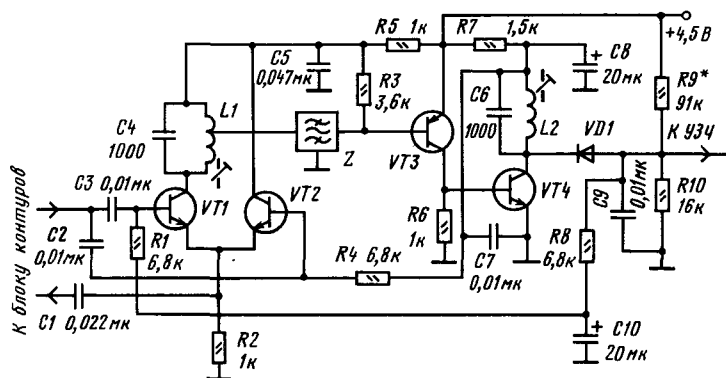 R5 1к
R7 1,5к
+4,5 В
C5
0,047мк
R3
3,6к
+ C8
20мк
R9*
91к
C4
1000
L1
Z
C6
1000
L2
VD1
К УЗЧ
VT3
C3 0,01мк
VT1
VT2
VT4
C9
0,01мк
R10
16к
C2
0,01мк
R1
6,8к
R4 6,8к
R6
1к
C7
0,01мк
R8
6,8к
К блоку контуров
C1 0,022мк
R2
1к
+ C10
20мк